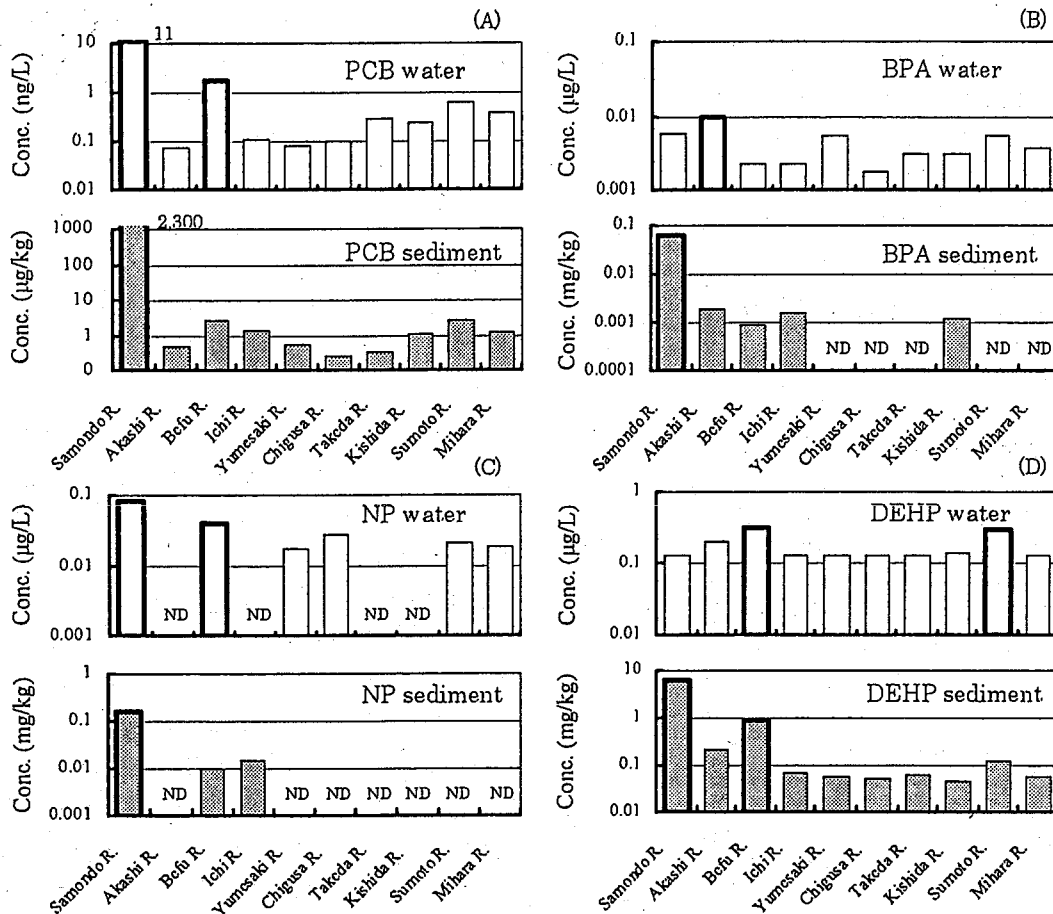 (A)
11
10
1
0.1
0.01
Conc. (ng/L)
PCB water
2,300
1000
100
10
1
0
Conc. (µg/kg)
PCB sediment
Samondo R.
Akashi R.
Befu R.
Ichi R.
Yumesaki R.
Chigusa R.
Takeda R.
Kishida R.
Sumoto R.
Mihara R.
(B)
0.1
0.01
0.001
Conc. (µg/L)
BPA water
0.1
0.01
0.001
0.0001
Conc. (mg/kg)
BPA sediment
ND ND ND ND ND
Samondo R.
Akashi R.
Befu R.
Ichi R.
Yumesaki R.
Chigusa R.
Takeda R.
Kishida R.
Sumoto R.
Mihara R.
(C)
0.1
0.01
0.001
Conc. (µg/L)
NP water
ND ND ND ND
1
0.1
0.01
0.001
Conc. (mg/kg)
NP sediment
ND ND ND ND ND ND ND
Samondo R.
Akashi R.
Befu R.
Ichi R.
Yumesaki R.
Chigusa R.
Takeda R.
Kishida R.
Sumoto R.
Mihara R.
(D)
1
0.1
0.01
Conc. (µg/L)
DEHP water
10
1
0.1
0.01
Conc. (mg/kg)
DEHP sediment
Samondo R.
Akashi R.
Befu R.
Ichi R.
Yumesaki R.
Chigusa R.
Takeda R.
Kishida R.
Sumoto R.
Mihara R.